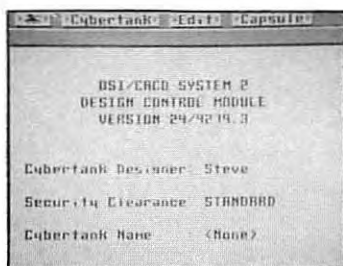 Cybertank Edit Capsule
OSI/CACD SYSTEM 2
DESIGN CONTROL MODULE
VERSION 29/9219.3
Cybertank Designer Steve
Security Clearance STANDARD
Cybertank Name (None)